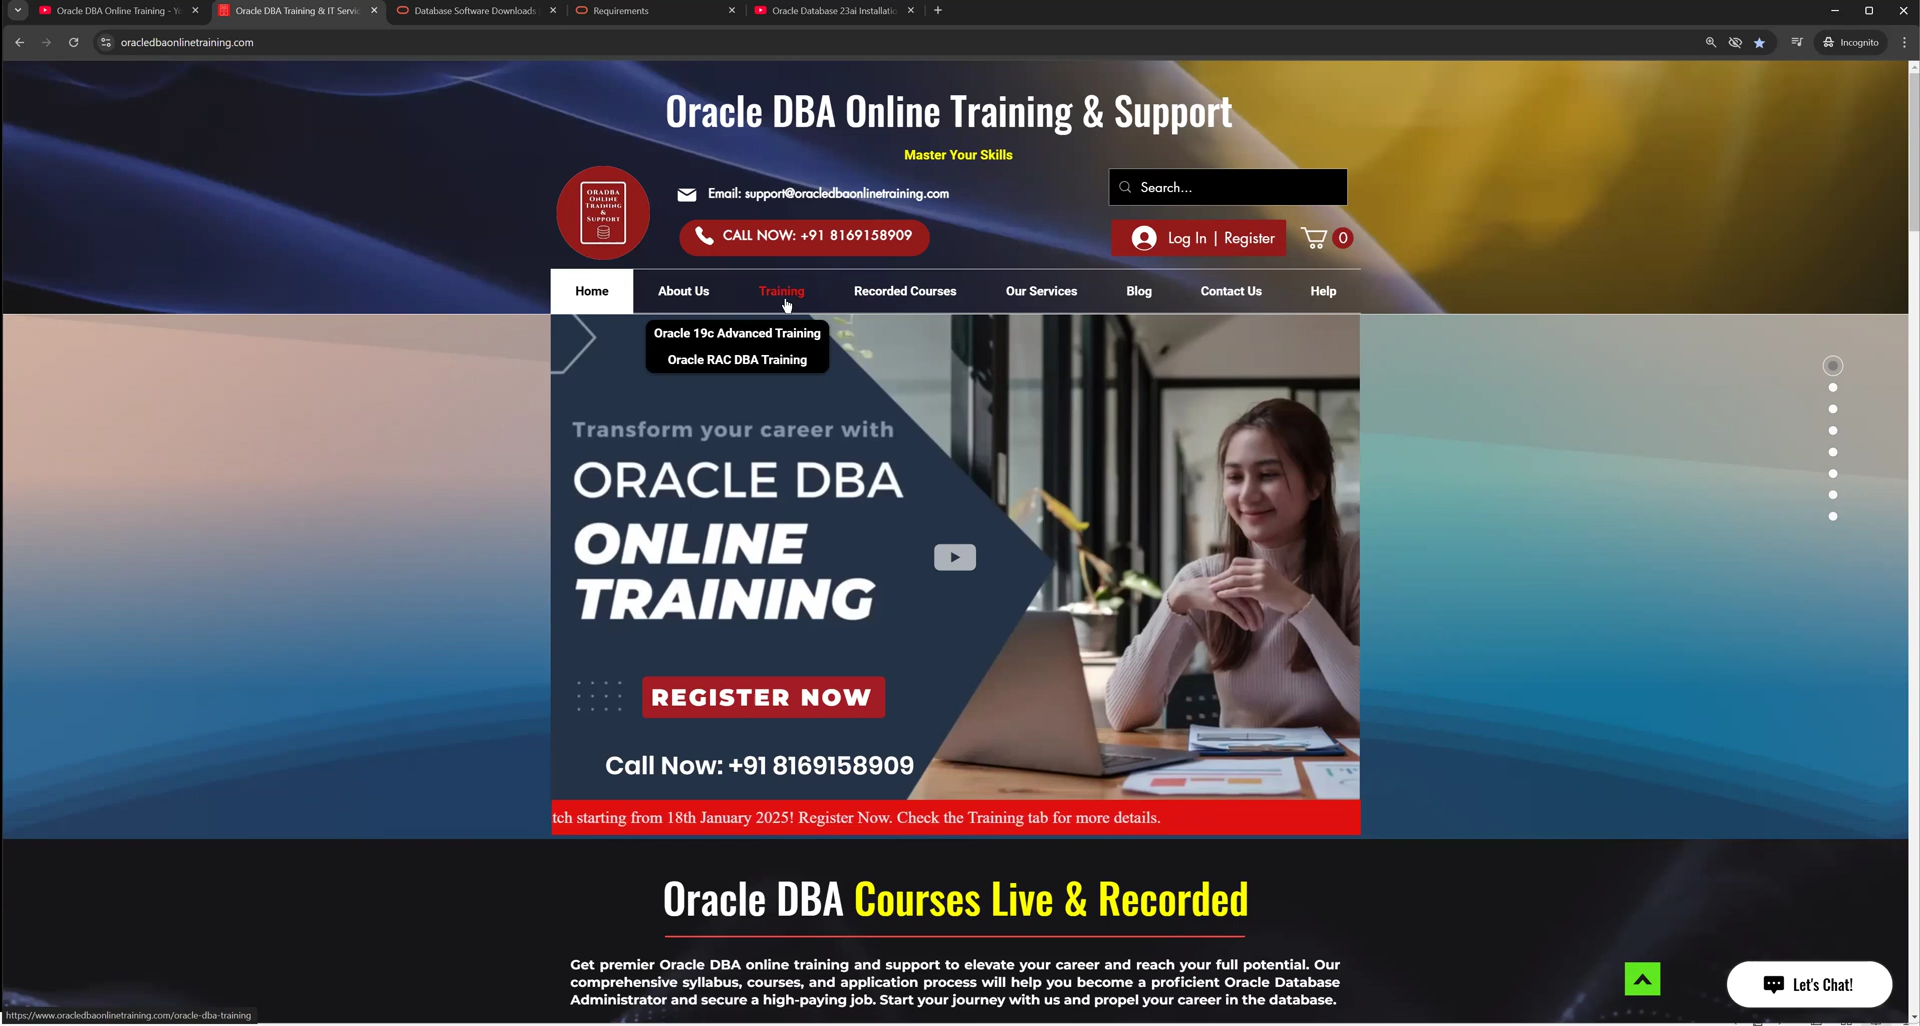 Oracle DBA Online Training - Y
Oracle DBA Training & IT Servic
Database Software Downloads
Requirements
Oracle Database 23ai Installatio
oracledbaonlinetraining.com
Incognito
Oracle DBA Online Training & Support
Master Your Skills
ORADBA
ONLINE
TRAINING
&
SUPPORT
Email: support@oracledbaonlinetraining.com
CALL NOW: +91 8169158909
Search...
Log In | Register
0
Home
About Us
Training
Recorded Courses
Our Services
Blog
Contact Us
Help
Oracle 19c Advanced Training
Oracle RAC DBA Training
Transform your career with
ORACLE DBA
ONLINE
TRAINING
REGISTER NOW
Call Now: +91 8169158909
tch starting from 18th January 2025! Register Now. Check the Training tab for more details.
Oracle DBA Courses Live & Recorded
Get premier Oracle DBA online training and support to elevate your career and reach your full potential. Our
comprehensive syllabus, courses, and application process will help you become a proficient Oracle Database
Administrator and secure a high-paying job. Start your journey with us and propel your career in the database.
Let's Chat!
https://www.oracledbaonlinetraining.com/oracle-dba-training